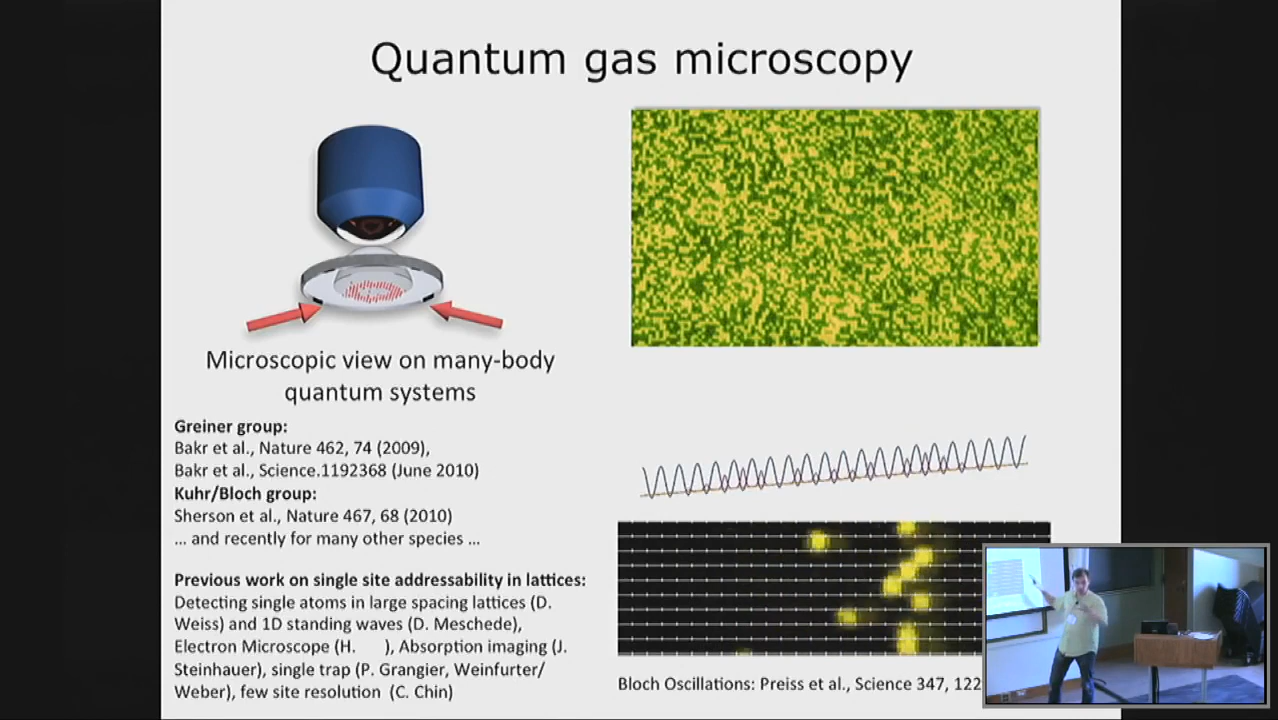 Quantum gas microscopy
Microscopic view on many-body
quantum systems
Greiner group:
Bakr et al., Nature 462, 74 (2009),
Bakr et al., Science.1192368 (June 2010)
Kuhr/Bloch group:
Sherson et al., Nature 467, 68 (2010)
... and recently for many other species ...
Previous work on single site addressability in lattices:
Detecting single atoms in large spacing lattices (D.
Weiss) and 1D standing waves (D. Meschede),
Electron Microscope (H. ), Absorption imaging (J.
Steinhauer), single trap (P. Grangier, Weinfurter/
Weber), few site resolution (C. Chin)
Bloch Oscillations: Preiss et al., Science 347, 122